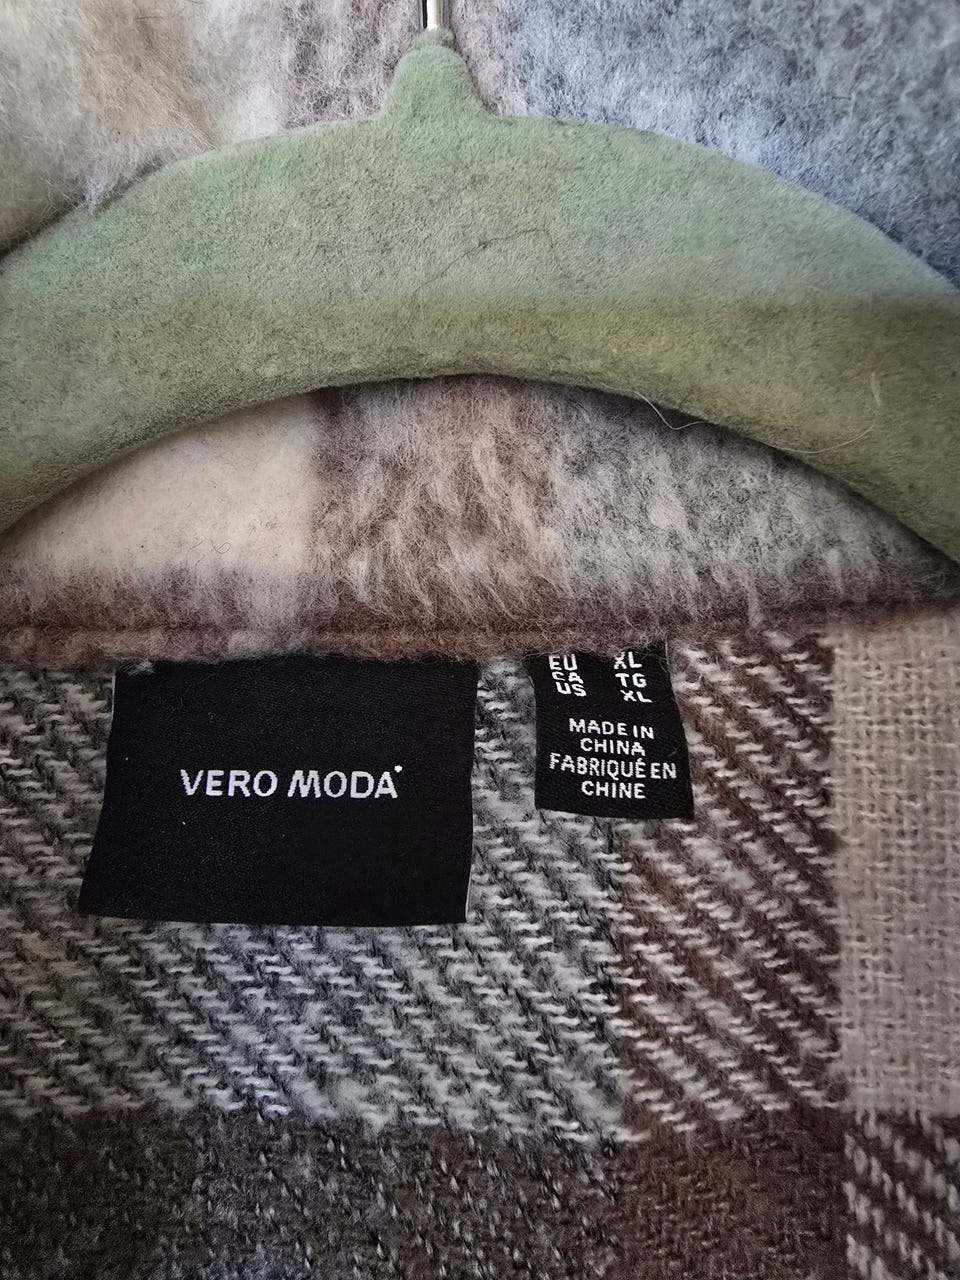 VERO MODA
EU XL
CA TG
US XL
MADE IN
CHINA
FABRIQUÉ EN
CHINE